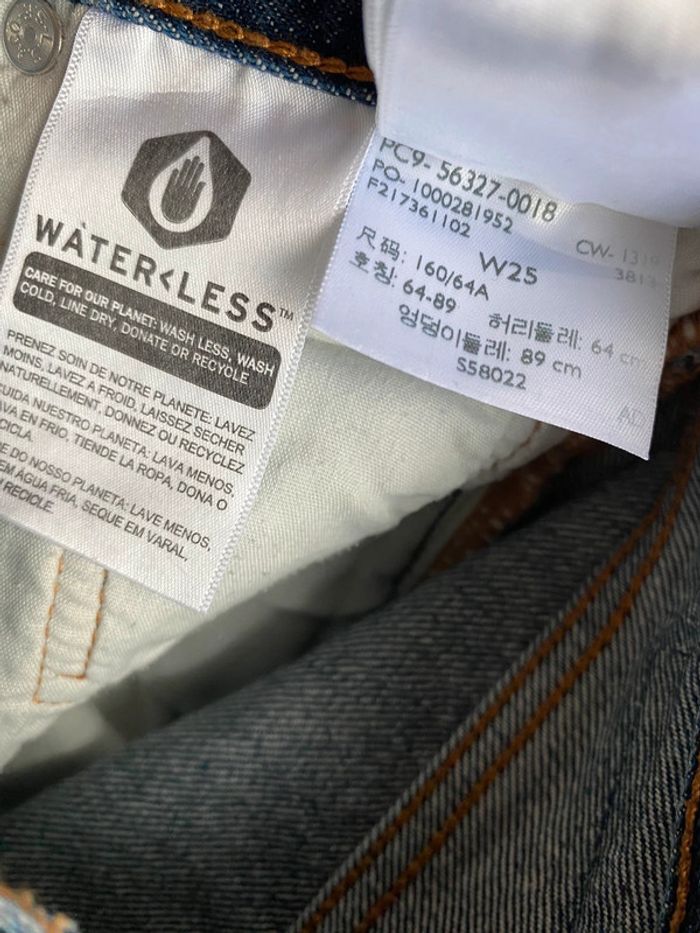 WATER<LESS™
CARE FOR OUR PLANET: WASH LESS, WASH
COLD, LINE DRY, DONATE OR RECYCLE
PRENEZ SOIN DE NOTRE PLANETE: LAVEZ
MOINS, LAVEZ A FROID, LAISSEZ SECHER
NATURELLEMENT, DONNEZ OU RECYCLEZ
CUIDA NUESTRO PLANETA: LAVA MENOS,
EN FRIO, TIENDE LA ROPA, DONA O
DO NOSSO PLANETA: LAVE MENOS,
EM ÁGUA FRIA, SEQUE EM VARAL,
RECICLE
PC9- 56327-0018
PO- 1000281952
F217361102
CW- 1319
3813
W25
尺码: 160/64A
호칭: 64-89
허리둘레: 64 cm
엉덩이둘레: 89 cm
S58022
AD